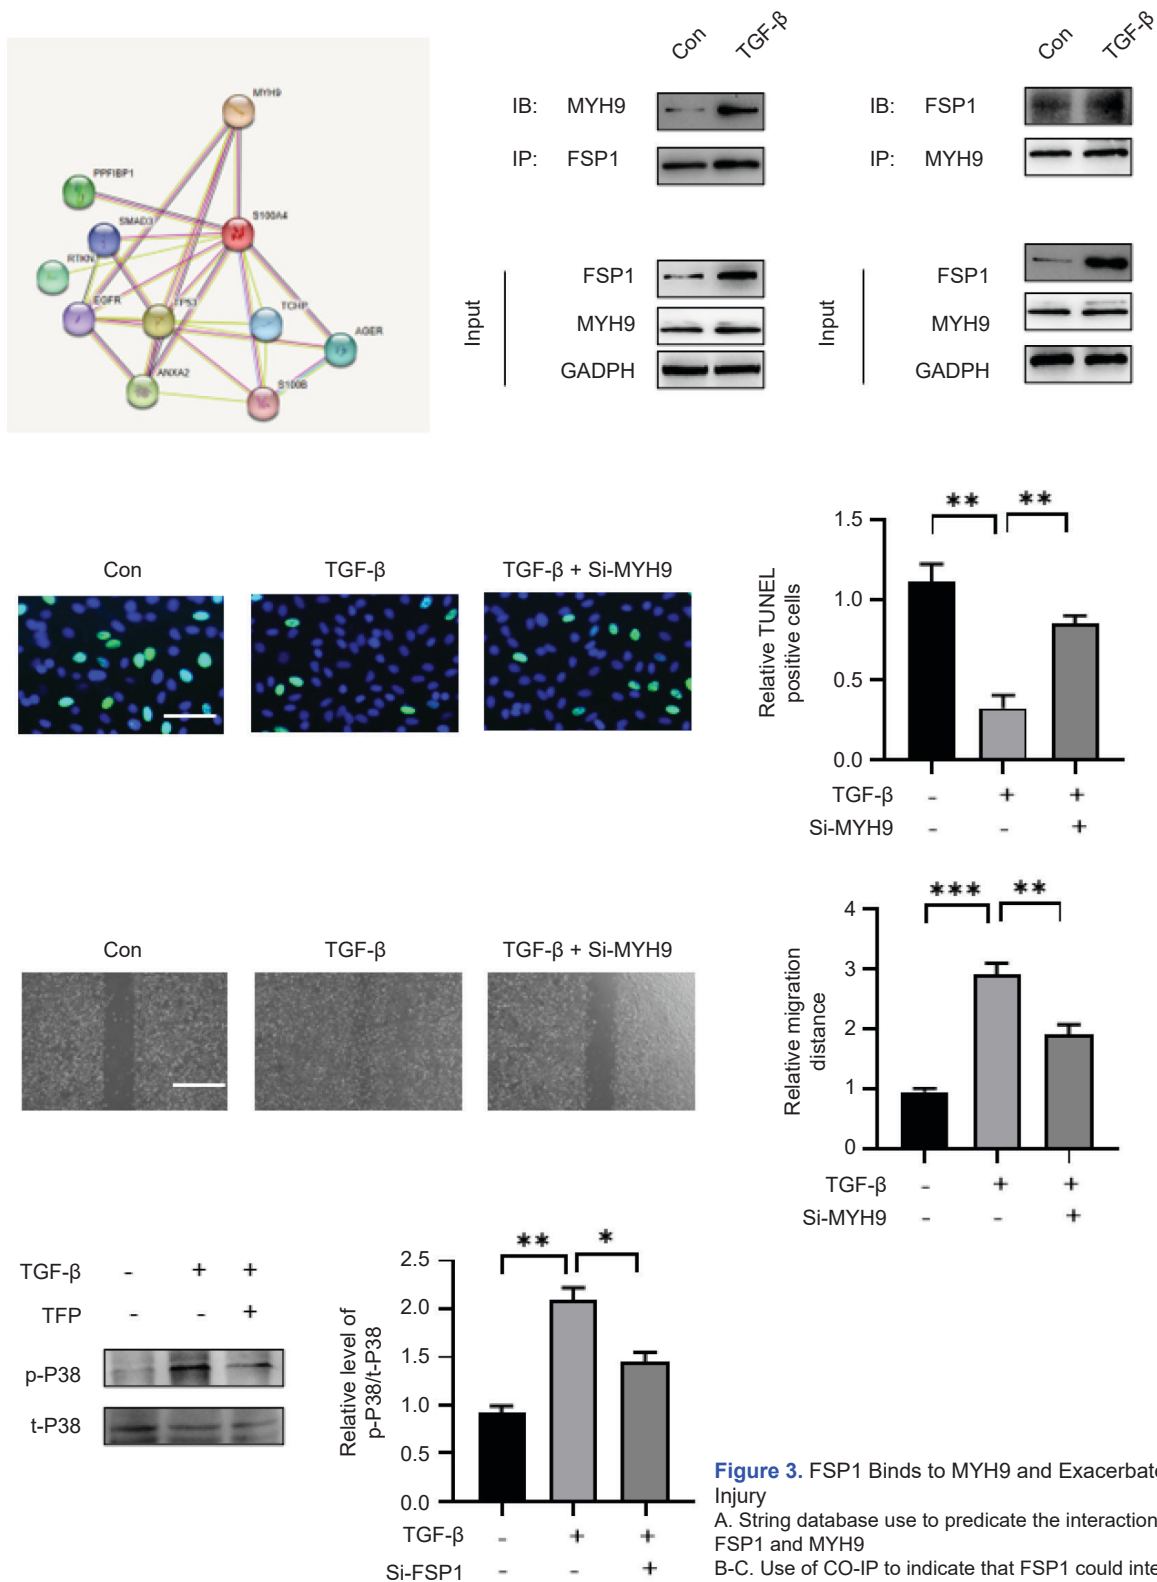 MYH9
PPFIBP1
SMAD3
S100A4
RTKN
EGFR
TP53
TCHP
AGER
ANXA2
S100B
Con TGF-β
IB: MYH9
IP: FSP1
Input
FSP1
MYH9
GADPH
Con TGF-β
IB: FSP1
IP: MYH9
Input
FSP1
MYH9
GADPH
Con TGF-β TGF-β + Si-MYH9
Relative TUNEL
positive cells
** **
1.5
1.0
0.5
0.0
TGF-β - + +
Si-MYH9 - - +
Con TGF-β TGF-β + Si-MYH9
Relative migration
distance
*** **
4
3
2
1
0
TGF-β - + +
Si-MYH9 - - +
TGF-β - + +
TFP - - +
p-P38
t-P38
Relative level of
p-P38/t-P38
** *
2.5
2.0
1.5
1.0
0.5
0.0
TGF-β - + +
Si-FSP1 - - +
Figure 3. FSP1 Binds to MYH9 and Exacerbate
Injury
A. String database use to predicate the interaction
FSP1 and MYH9
B-C. Use of CO-IP to indicate that FSP1 could inte